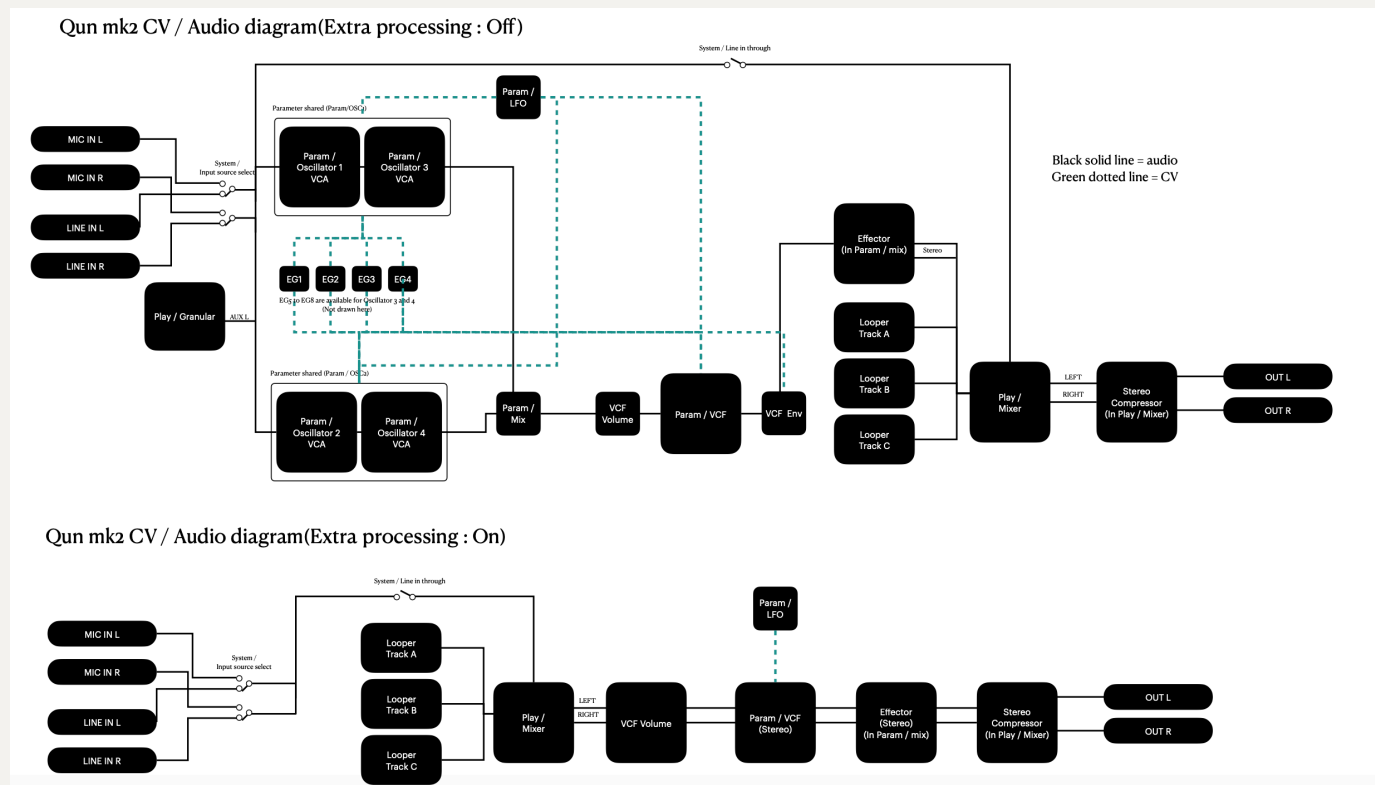 Qun mk2 CV / Audio diagram(Extra processing : Off)
System / Line in through
Param /
LFO
Parameter shared (Param/OSC1)
MIC IN L
MIC IN R
LINE IN L
LINE IN R
System /
Input source select
Param /
Oscillator 1
VCA
Param /
Oscillator 3
VCA
Black solid line = audio
Green dotted line = CV
EG1
EG2
EG3
EG4
EG5 to EG8 are available for Oscillator 3 and 4
(Not drawn here)
Play / Granular
AUX L
Effector
(In Param / mix)
Stereo
Looper
Track A
Looper
Track B
Looper
Track C
Parameter shared (Param / OSC2)
Param /
Oscillator 2
VCA
Param /
Oscillator 4
VCA
Param /
Mix
VCF
Volume
Param / VCF
VCF Env
Play /
Mixer
LEFT
RIGHT
Stereo
Compressor
(In Play / Mixer)
OUT L
OUT R
Qun mk2 CV / Audio diagram(Extra processing : On)
System / Line in through
Param /
LFO
MIC IN L
MIC IN R
LINE IN L
LINE IN R
System /
Input source select
Looper
Track A
Looper
Track B
Looper
Track C
Play /
Mixer
LEFT
RIGHT
VCF Volume
Param / VCF
(Stereo)
Effector
(Stereo)
(In Param / mix)
Stereo
Compressor
(In Play / Mixer)
OUT L
OUT R